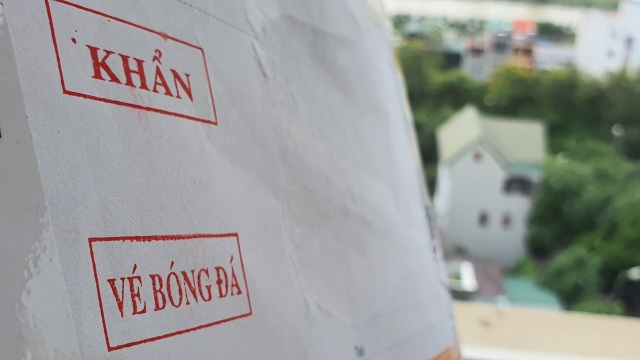 KHẨN
VÉ BÓNG ĐÁ